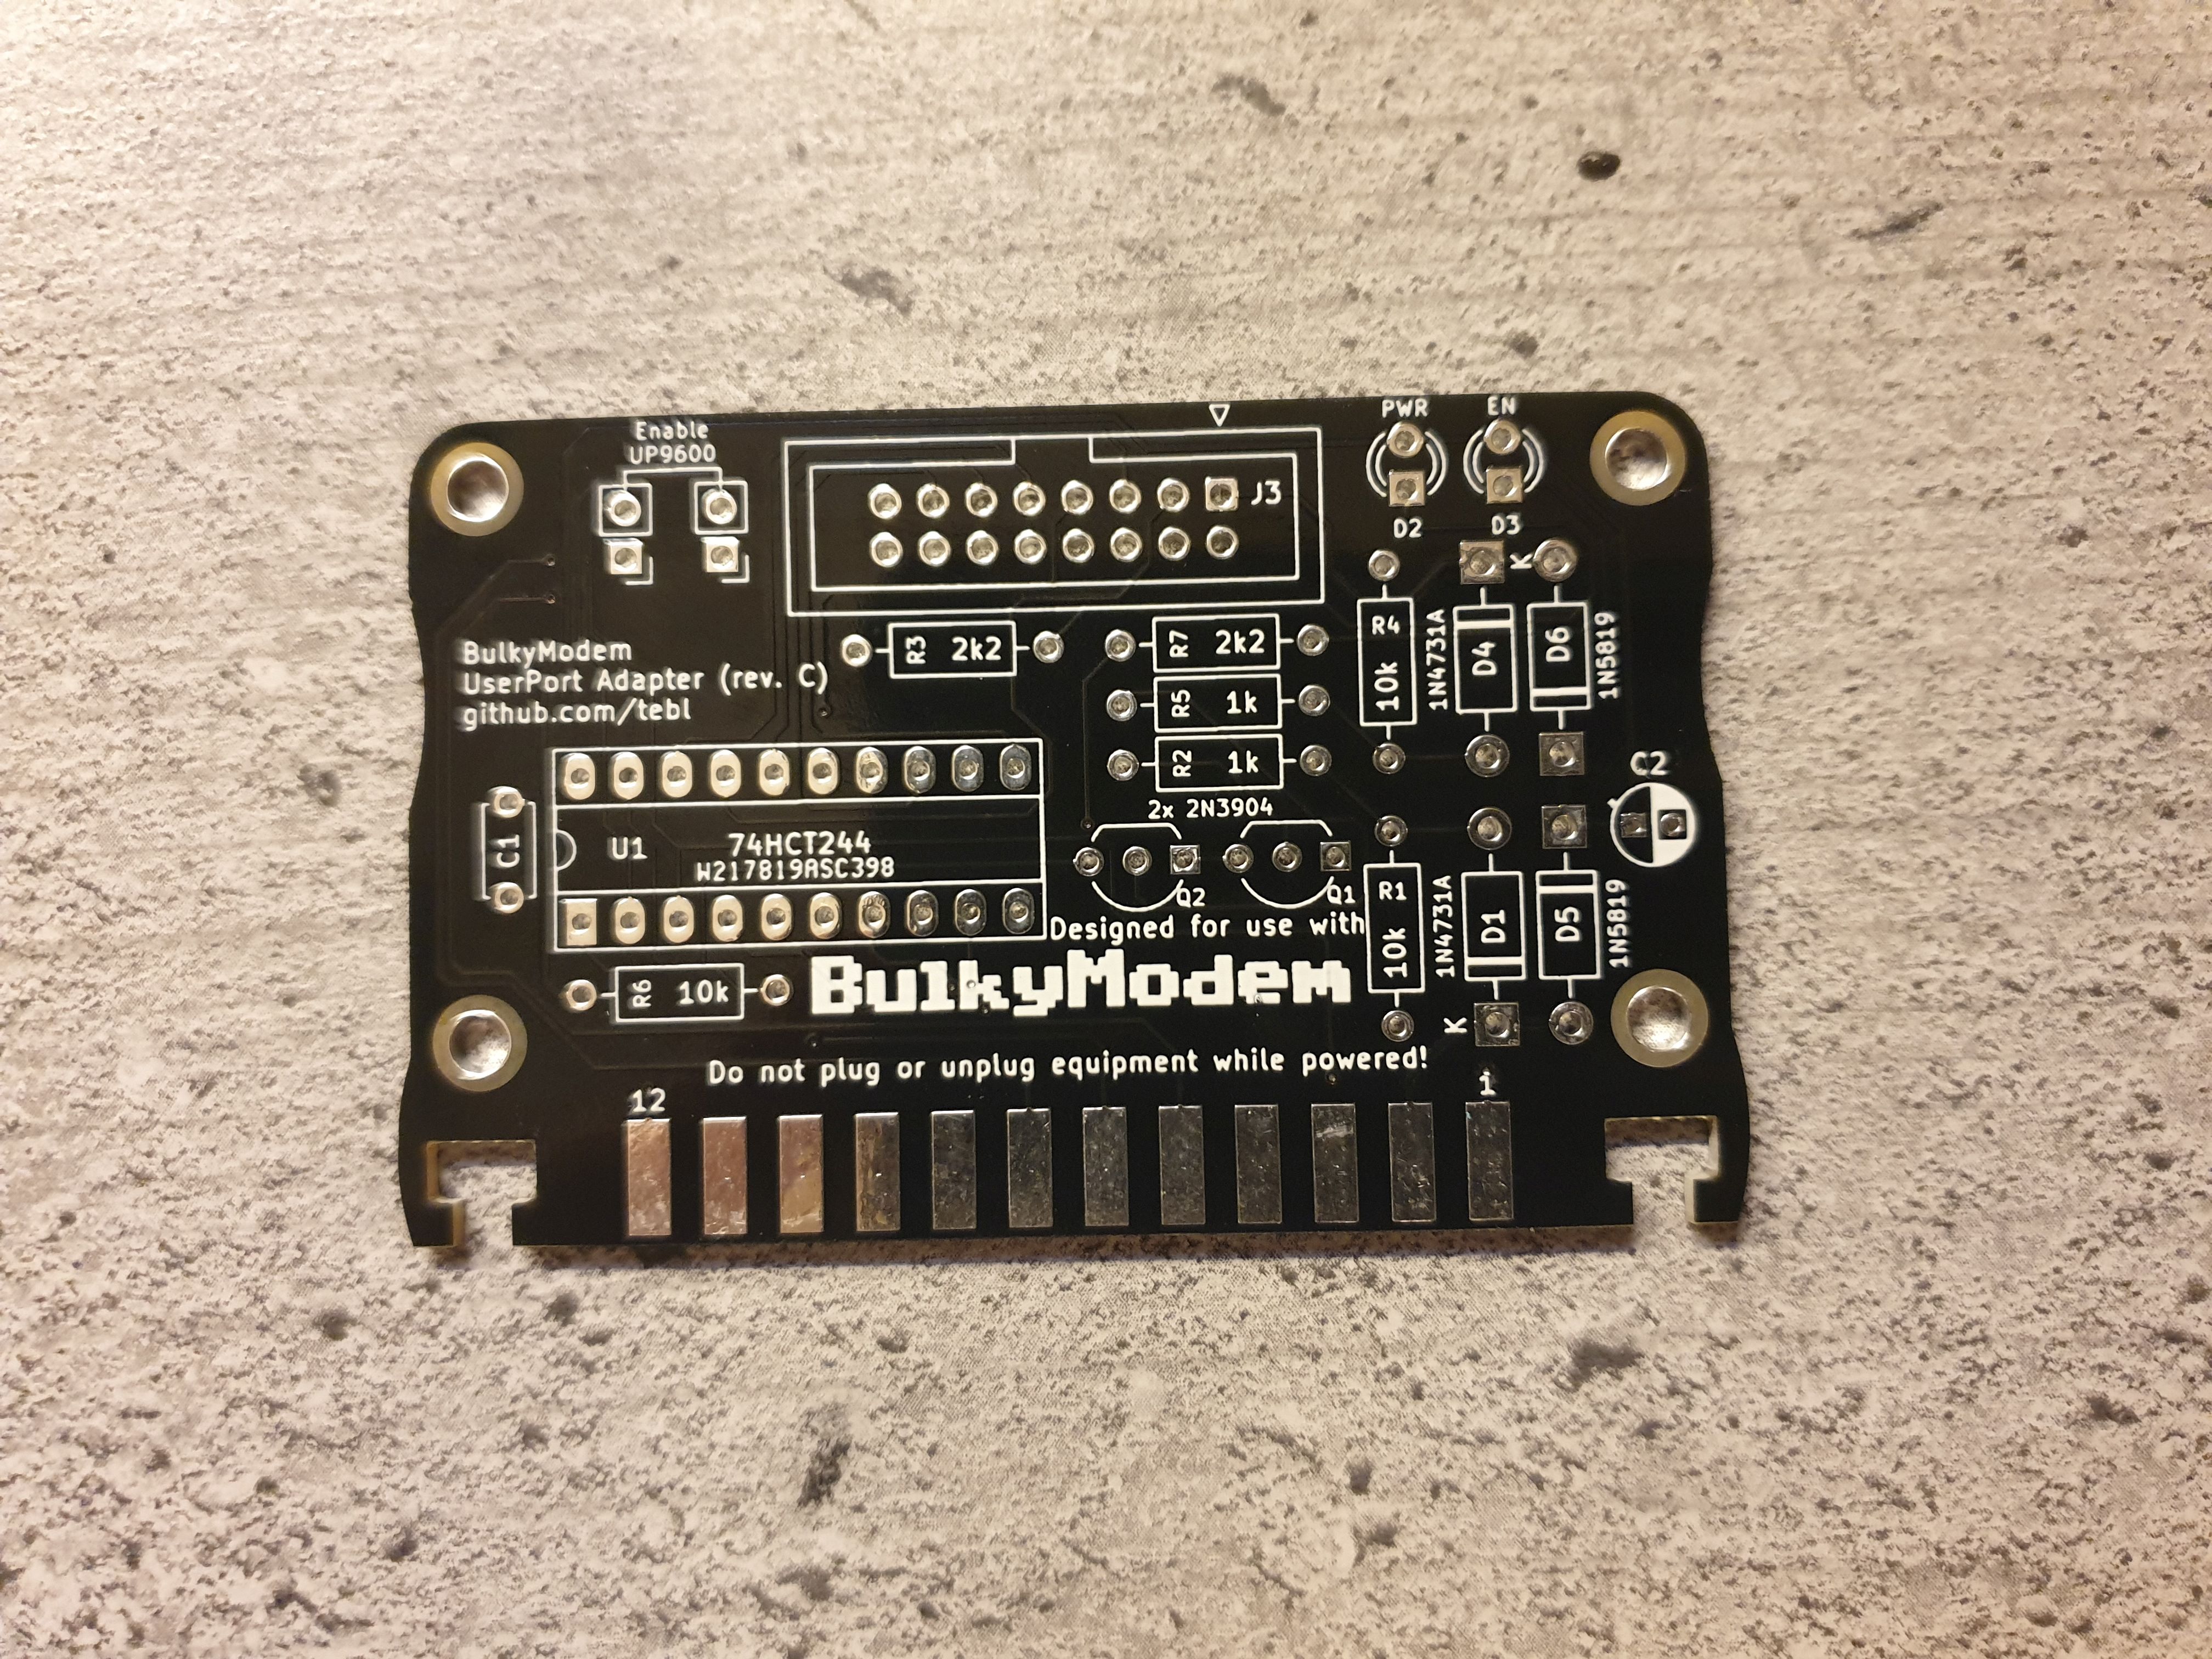 PWR EN
Enable
UP9600
J3
D2 D3
K
R3 2k2
R7 2k2
R4 10k
1N4731A
D4
D6
1N5819
BulkyModem
UserPort Adapter (rev. C)
github.com/tebl
R5 1k
R2 1k
C2
2x 2N3904
C1
U1 74HCT244
W217819ASC398
Q2 Q1
R1 10k
1N4731A
D1
D5
1N5819
Designed for use with
BulkyModem
R6 10k
K
Do not plug or unplug equipment while powered!
12 1